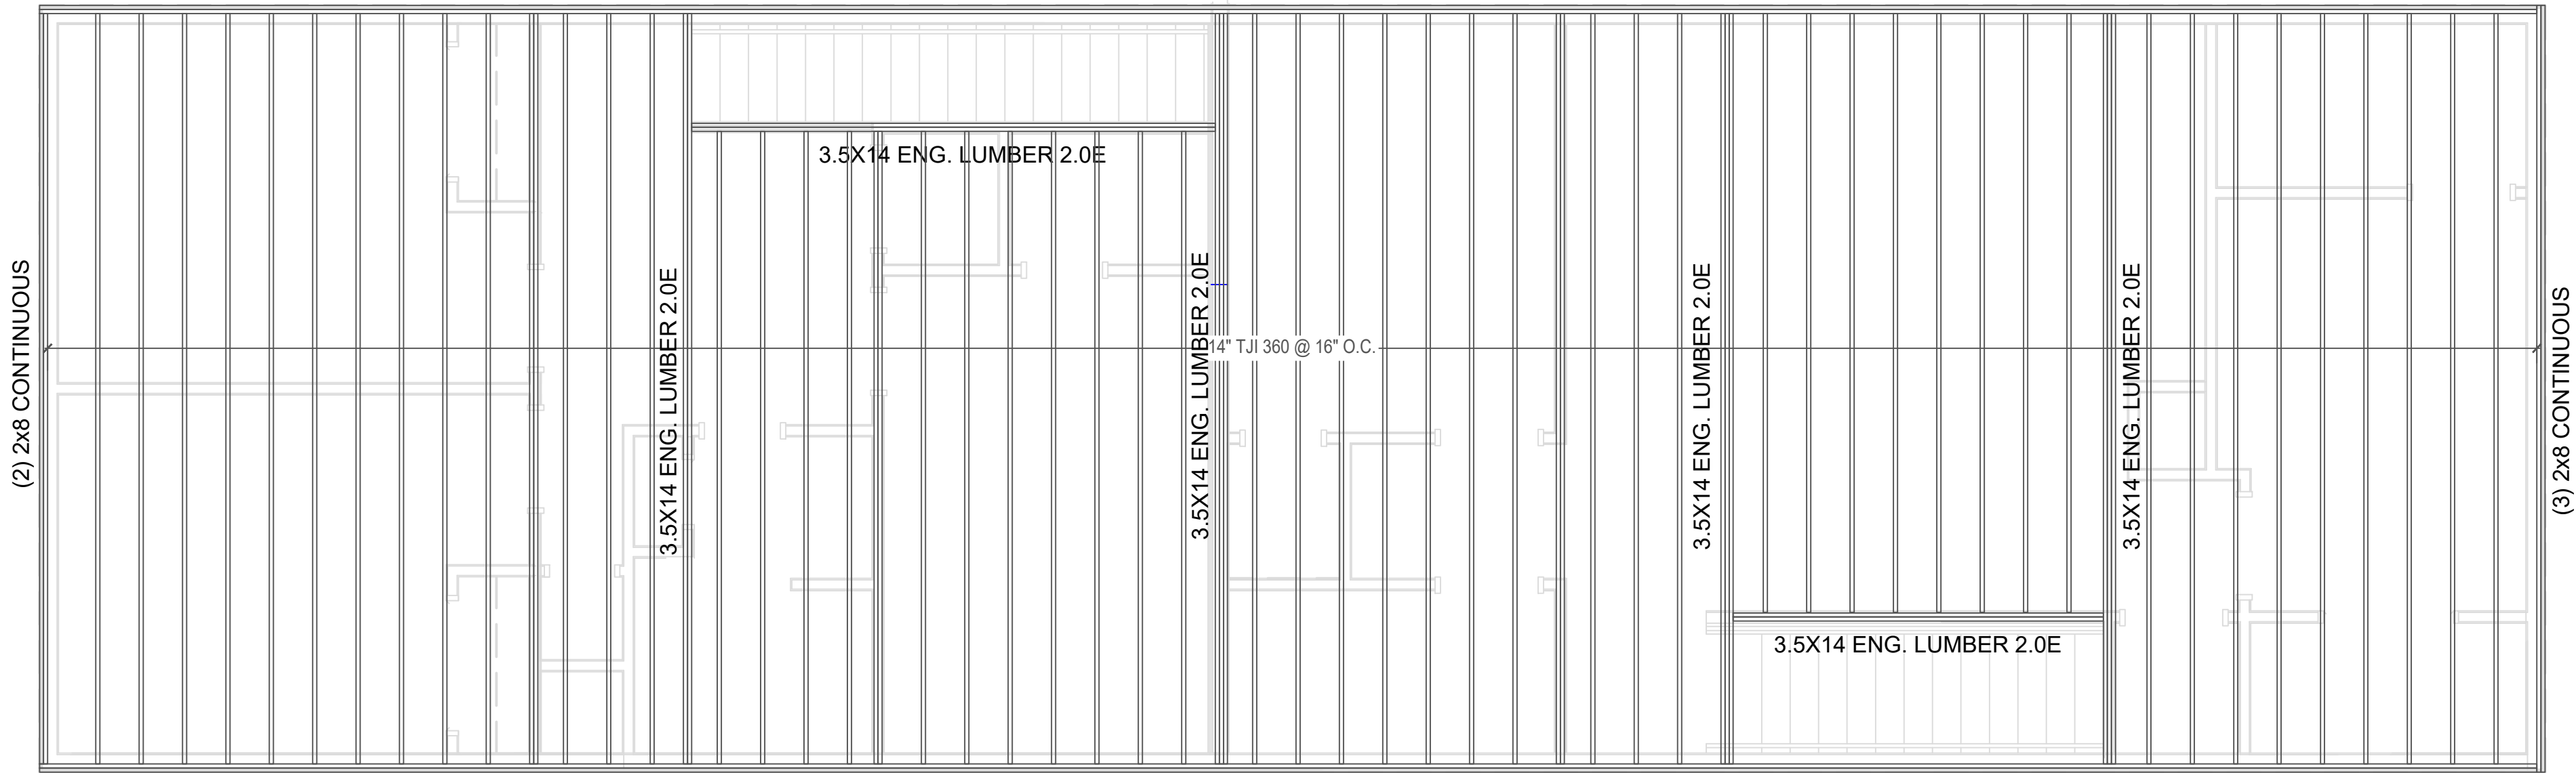 (2) 2x8 CONTINUOUS
3.5X14 ENG. LUMBER 2.0E
3.5X14 ENG. LUMBER 2.0E
3.5X14 ENG. LUMBER 2.0E
14" TJI 360 @ 16" O.C.
3.5X14 ENG. LUMBER 2.0E
3.5X14 ENG. LUMBER 2.0E
3.5X14 ENG. LUMBER 2.0E
(3) 2x8 CONTINUOUS